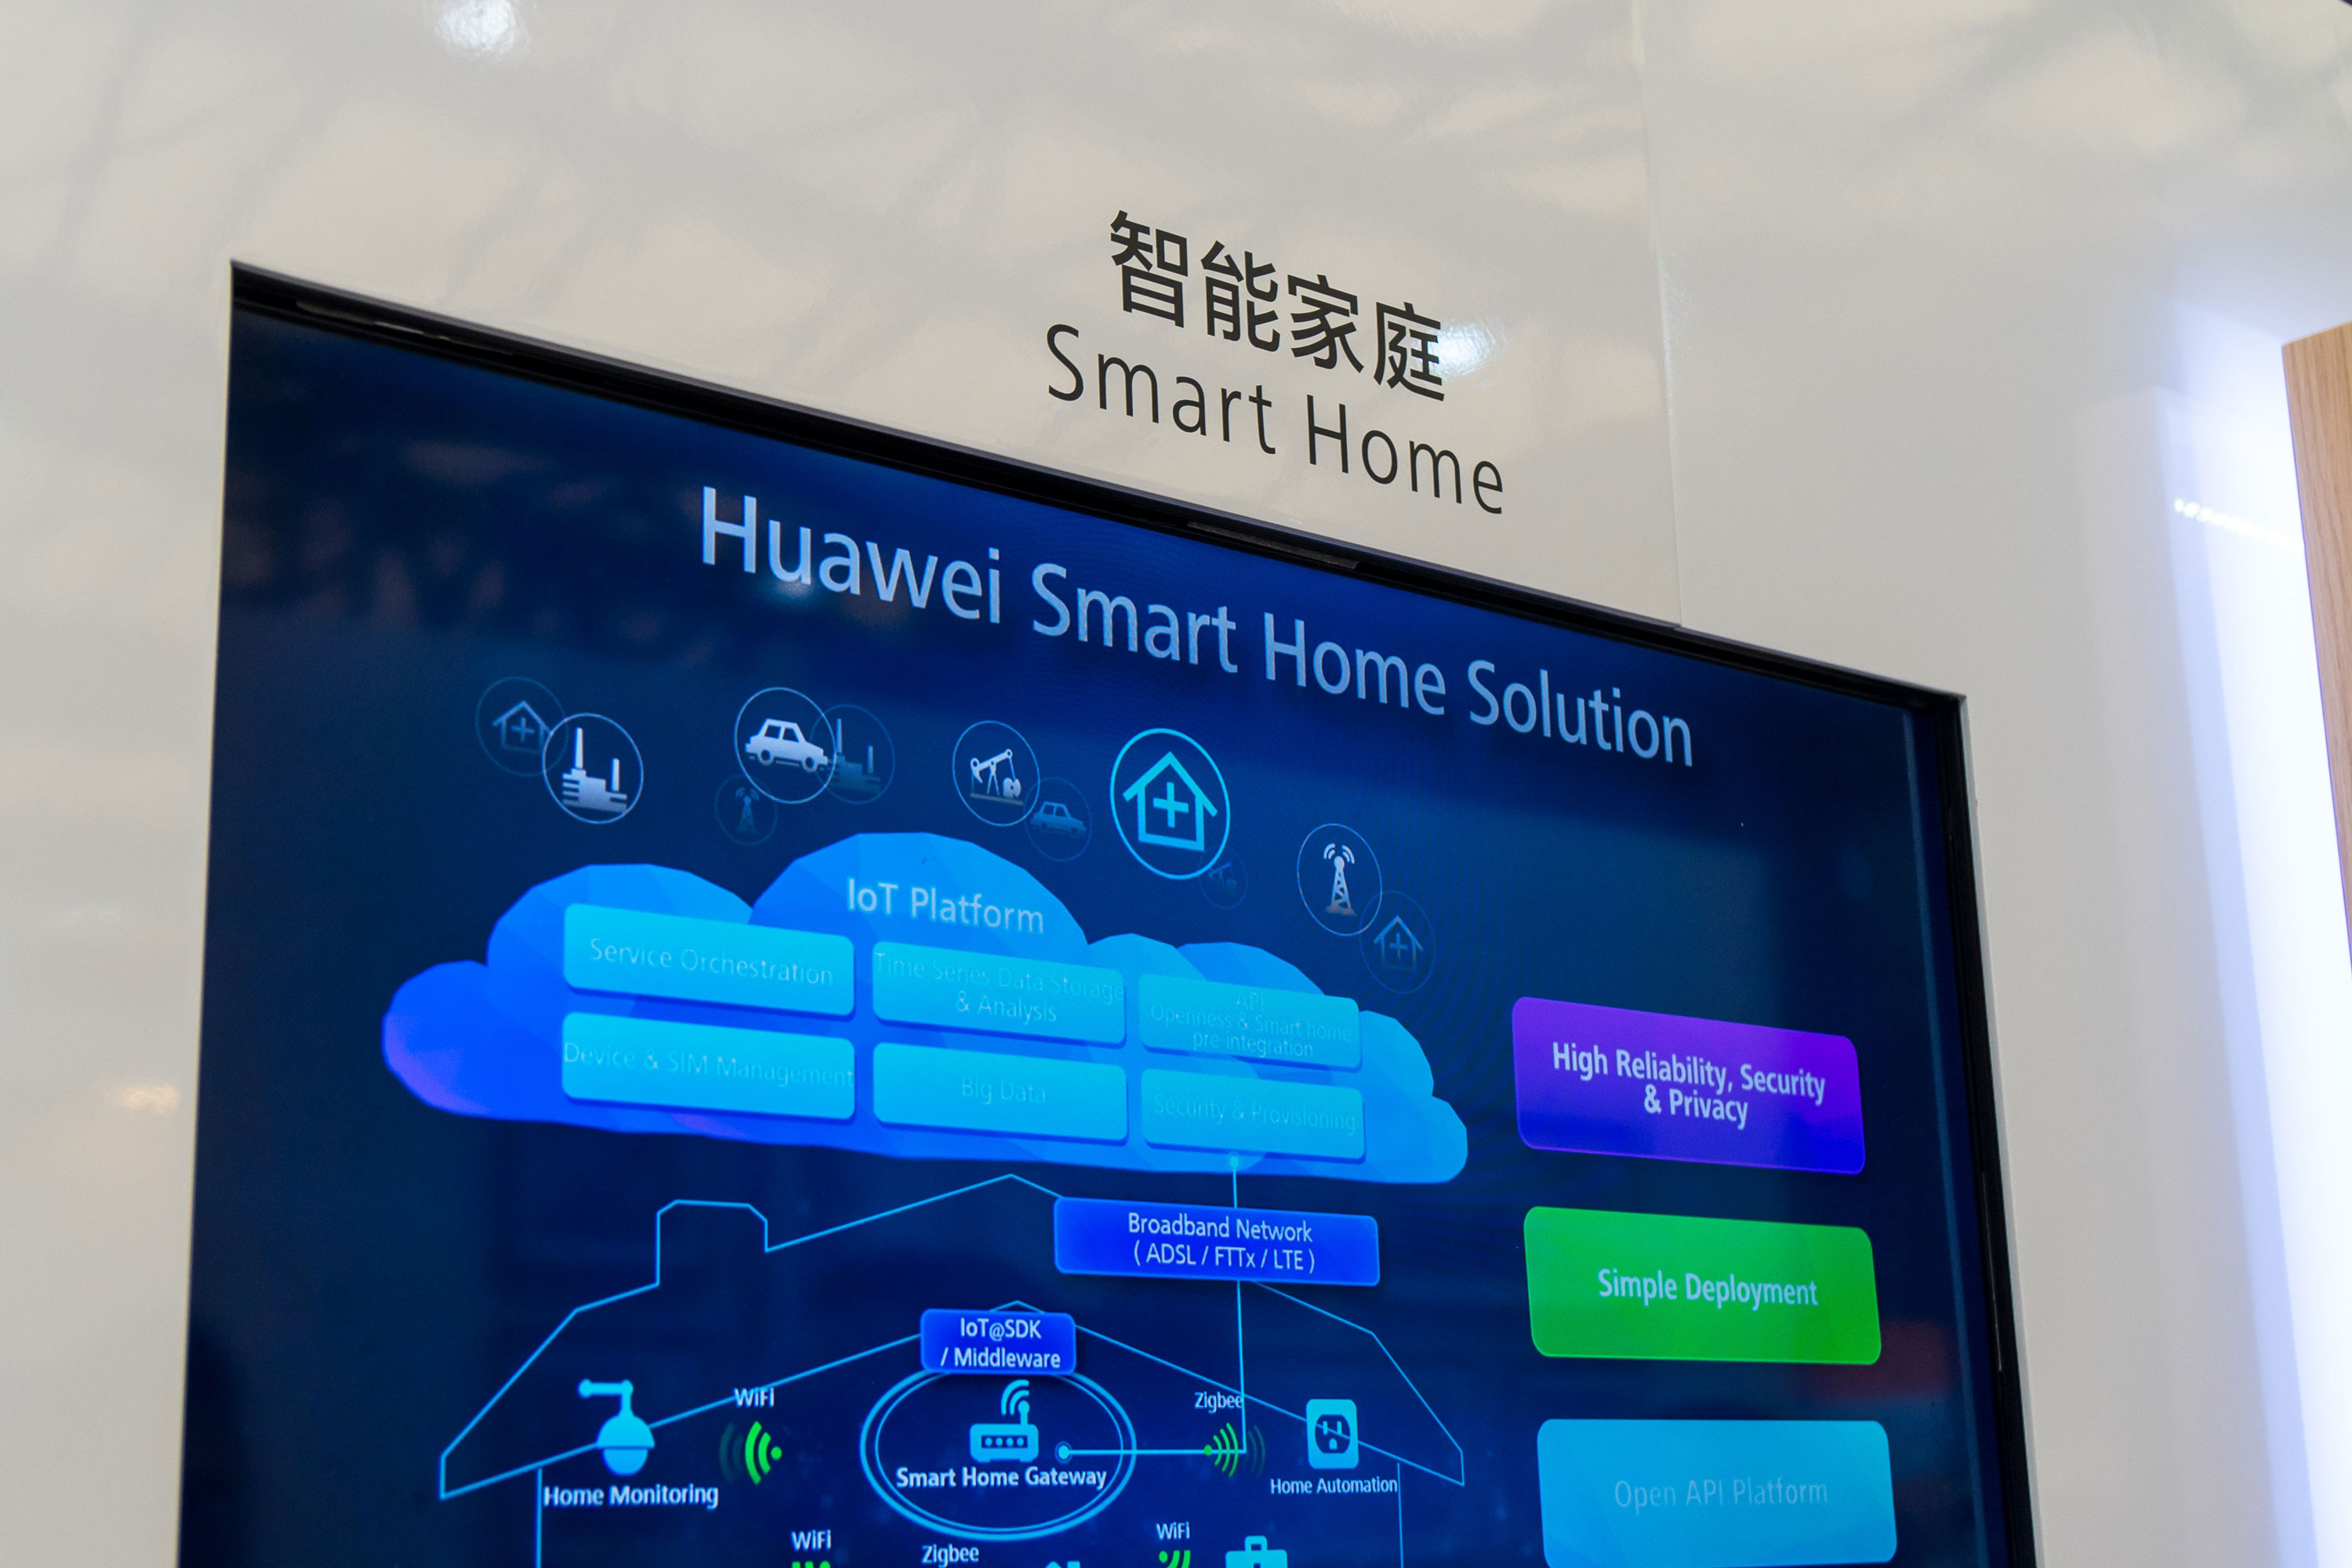 智能家庭
Smart Home
Huawei Smart Home Solution
IoT Platform
Service Orchestration
Time Series Data Storage
& Analysis
API
Openness & Smart home
pre-integration
Device & SIM Management
Big Data
Security & Provisioning
High Reliability, Security
& Privacy
Broadband Network
( ADSL / FTTx / LTE )
Simple Deployment
IoT@SDK
/ Middleware
WiFi
Zigbee
Smart Home Gateway
Home Monitoring
Home Automation
Open API Platform
WiFi
Zigbee
WiFi